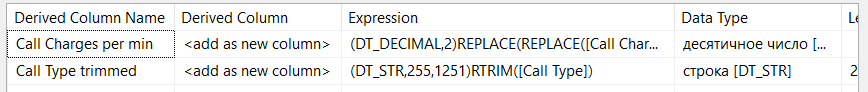 Derived Column Name Derived Column Expression Data Type Le
Call Charges per min <add as new column> (DT_DECIMAL,2)REPLACE(REPLACE([Call Char... десятичное число [...
Call Type trimmed <add as new column> (DT_STR,255,1251)RTRIM([Call Type]) строка [DT_STR] 2